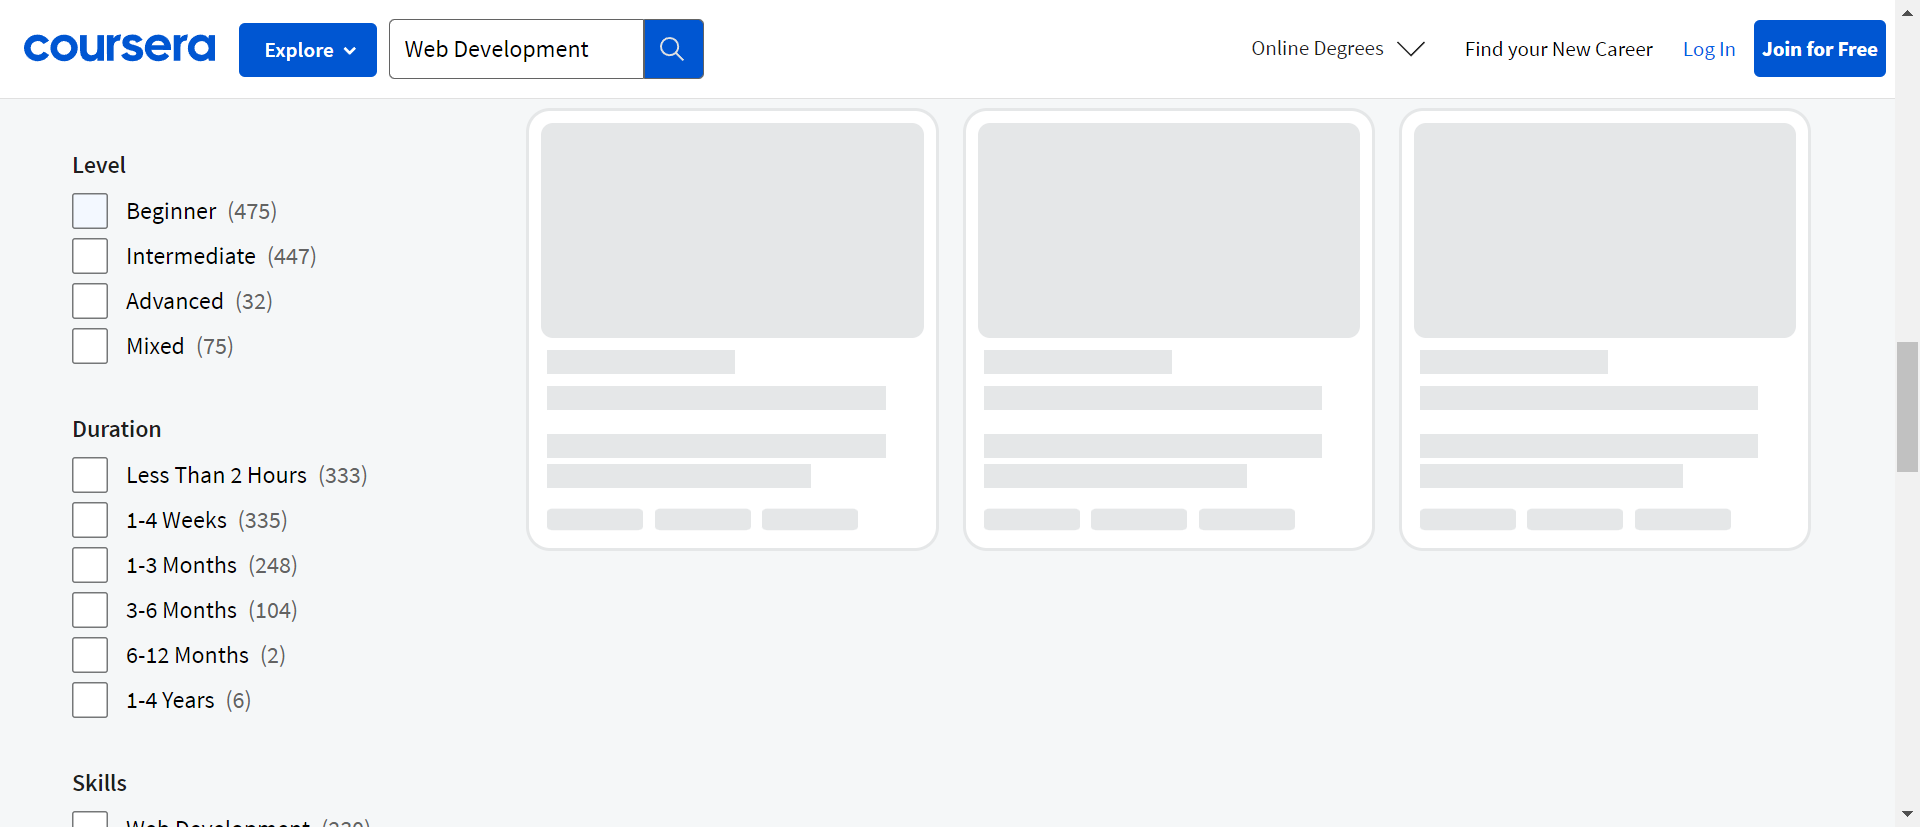 coursera
Explore
Web Development
Online Degrees
Find your New Career
Log In
Join for Free
Level
Beginner (475)
Intermediate (447)
Advanced (32)
Mixed (75)
Duration
Less Than 2 Hours (333)
1-4 Weeks (335)
1-3 Months (248)
3-6 Months (104)
6-12 Months (2)
1-4 Years (6)
Skills
Web Development